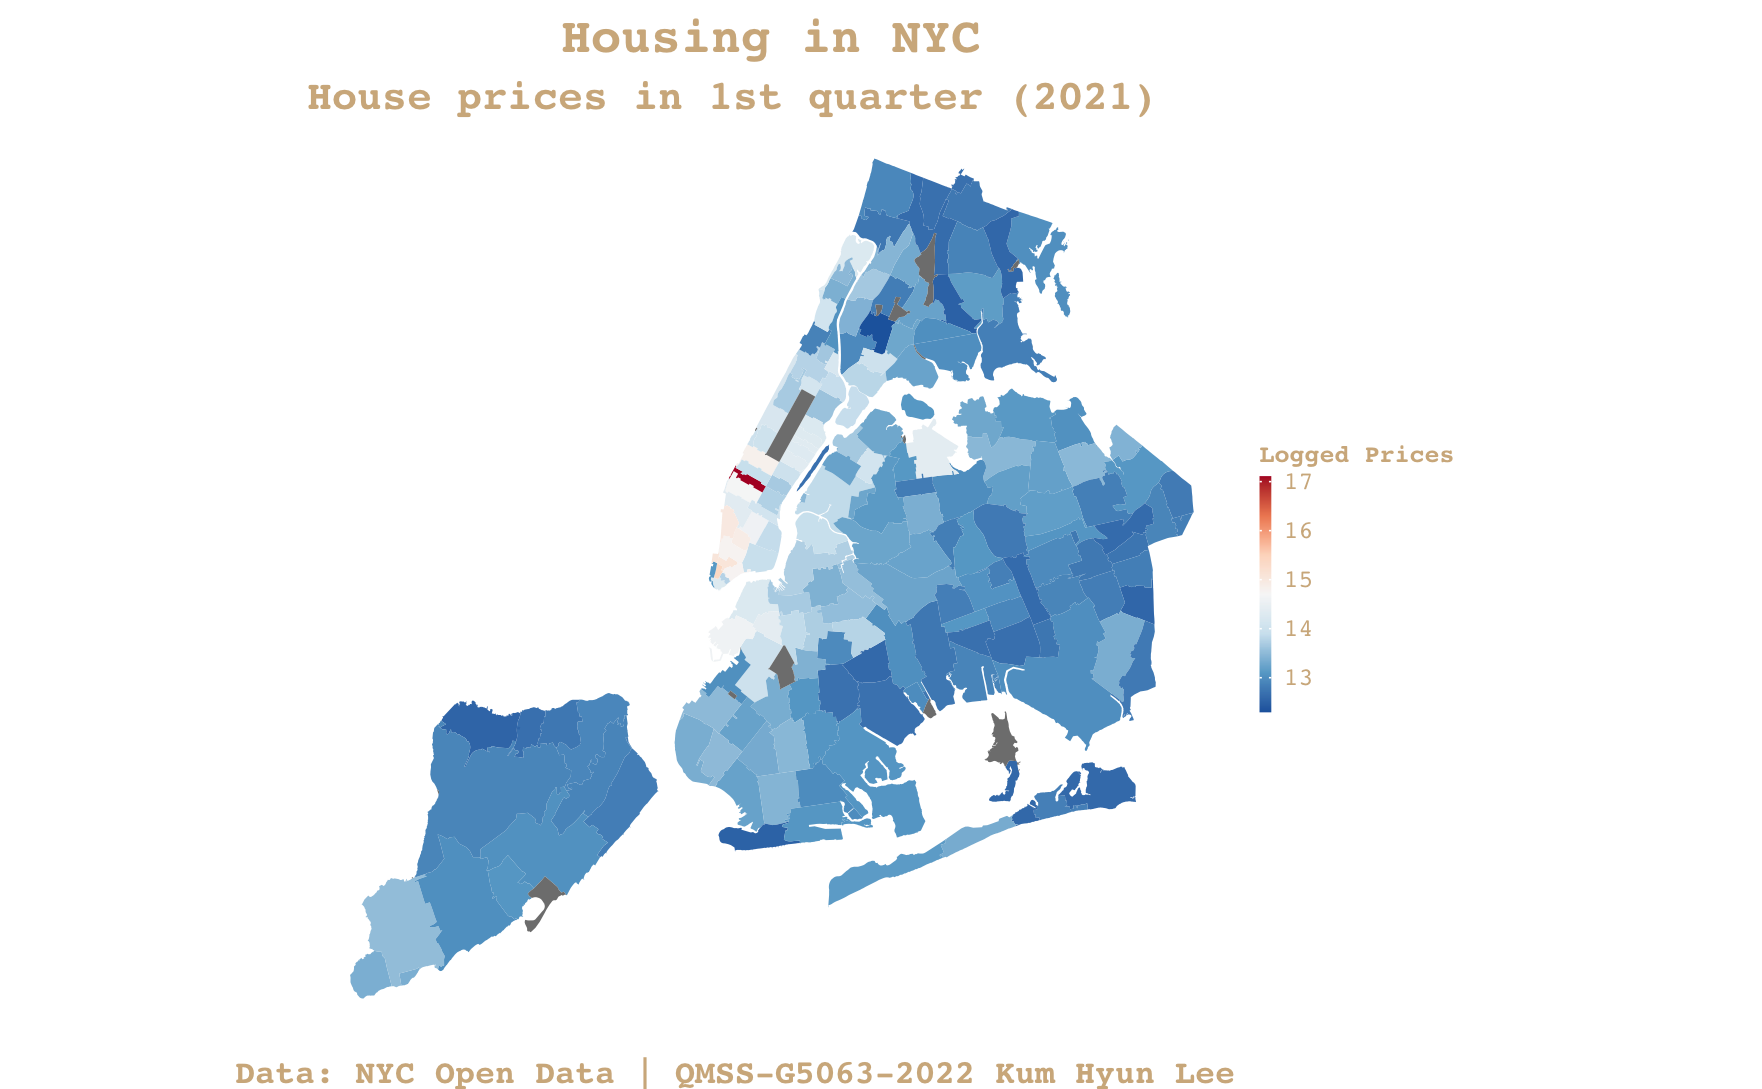 Housing in NYC
House prices in 1st quarter (2021)
Logged Prices
17
16
15
14
13
Data: NYC Open Data | QMSS-G5063-2022 Kum Hyun Lee